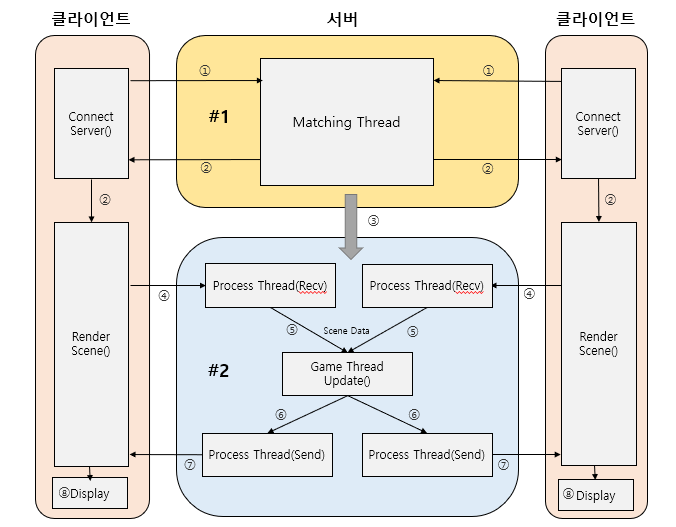 클라이언트
서버
클라이언트
①
①
Connect
Server()
#1
Matching Thread
Connect
Server()
②
②
②
②
③
④
Process Thread(Recv)
Process Thread(Recv)
④
⑤
Scene Data
⑤
Render
Scene()
#2
Game Thread
Update()
Render
Scene()
⑥
⑥
⑦
Process Thread(Send)
Process Thread(Send)
⑦
⑧Display
⑧ Display